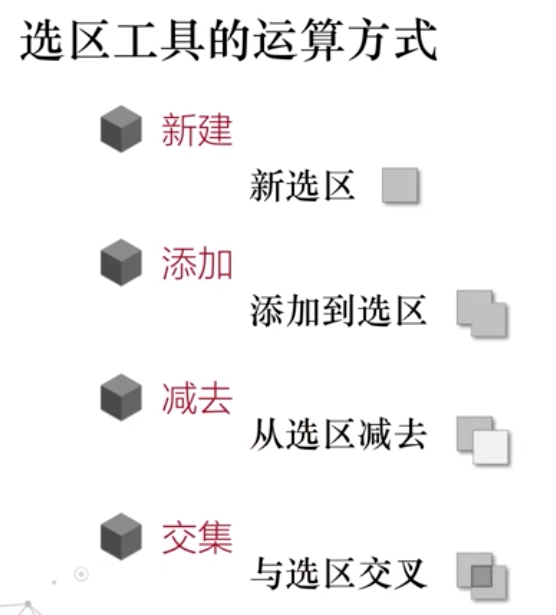 选区工具的运算方式
新建
新选区
添加
添加到选区
减去
从选区减去
交集
与选区交叉